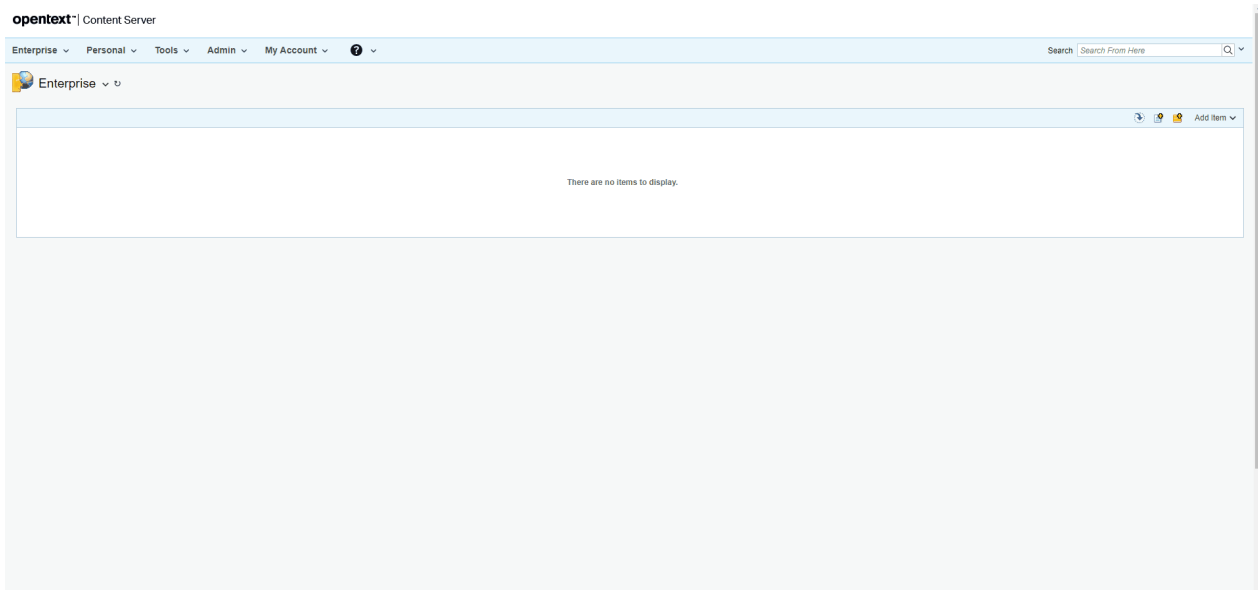 opentext™ | Content Server
Enterprise Personal Tools Admin My Account ? Search Search From Here
Enterprise
Add Item
There are no items to display.